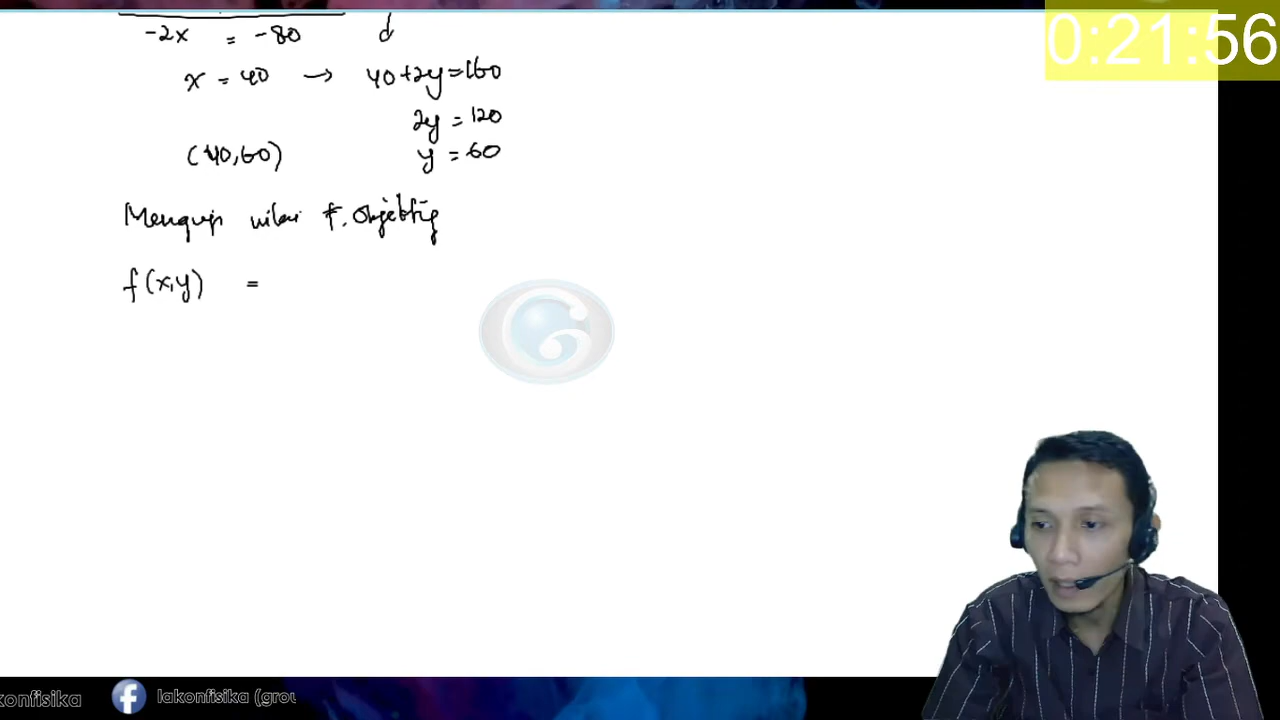 0:21:56
-2x = -80
x = 40 → 40+2y=160
2y = 120
(40,60) y = 60
Menguji nilai f. Objektif
f(x,y) =
konfisika lakonfisika (grou